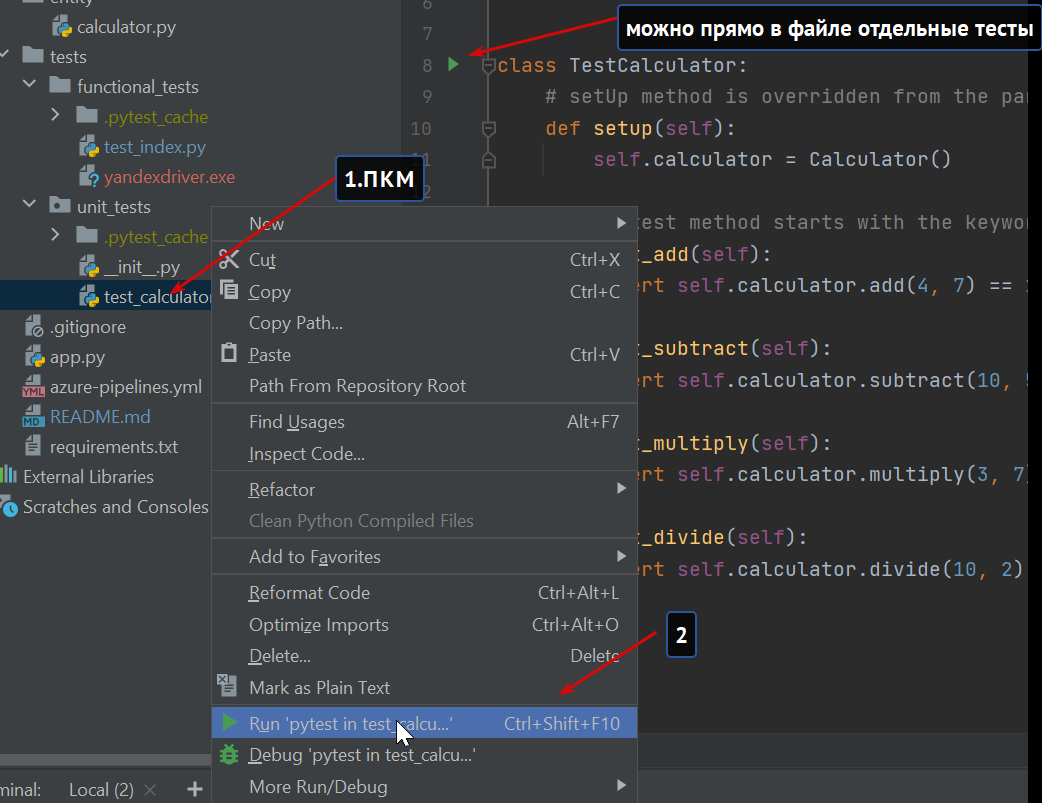 entity
calculator.py
tests
functional_tests
.pytest_cache
test_index.py
yandexdriver.exe
unit_tests
.pytest_cache
__init__.py
test_calculator
.gitignore
app.py
azure-pipelines.yml
README.md
requirements.txt
External Libraries
Scratches and Consoles
можно прямо в файле отдельные тесты
1.ПКМ
2
6
7
8 class TestCalculator:
9 # setUp method is overridden from the pa
10 def setup(self):
11 self.calculator = Calculator()
12
test method starts with the keywo
t_add(self):
ert self.calculator.add(4, 7) ==
t_subtract(self):
ert self.calculator.subtract(10,
t_multiply(self):
ert self.calculator.multiply(3, 7)
t_divide(self):
ert self.calculator.divide(10, 2)
New
Cut Ctrl+X
Copy Ctrl+C
Copy Path...
Paste Ctrl+V
Path From Repository Root
Find Usages Alt+F7
Inspect Code...
Refactor
Clean Python Compiled Files
Add to Favorites
Reformat Code Ctrl+Alt+L
Optimize Imports Ctrl+Alt+O
Delete... Delete
Mark as Plain Text
Run 'pytest in test_calcu...' Ctrl+Shift+F10
Debug 'pytest in test_calcu...'
More Run/Debug
minal: Local (2) × +